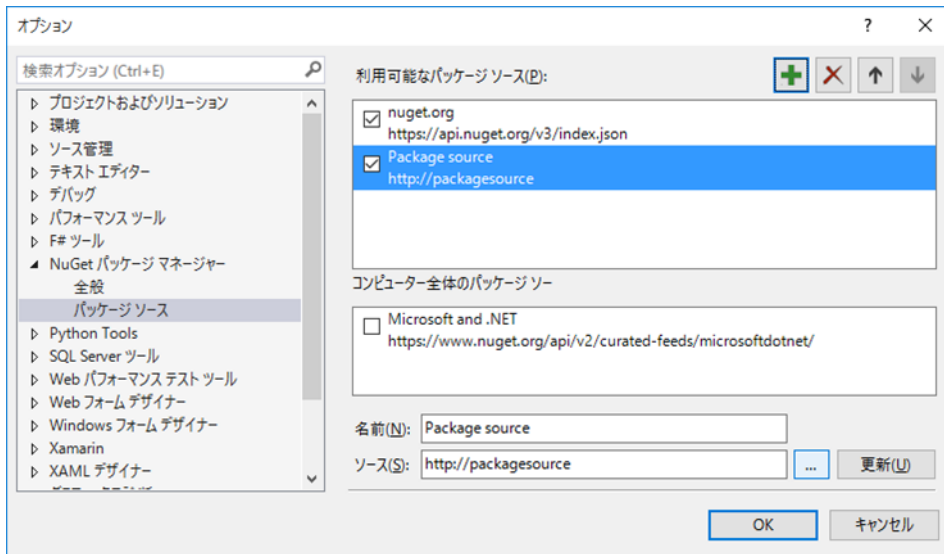 オプション
検索オプション (Ctrl+E)
プロジェクトおよびソリューション
環境
ソース管理
テキスト エディター
デバッグ
パフォーマンス ツール
F# ツール
NuGet パッケージ マネージャー
全般
パッケージ ソース
Python Tools
SQL Server ツール
Web パフォーマンス テスト ツール
Web フォーム デザイナー
Windows フォーム デザイナー
Xamarin
XAML デザイナー
利用可能なパッケージ ソース(P):
nuget.org
https://api.nuget.org/v3/index.json
Package source
http://packagesource
コンピューター全体のパッケージ ソー
Microsoft and .NET
https://www.nuget.org/api/v2/curated-feeds/microsoftdotnet/
名前(N): Package source
ソース(S): http://packagesource ... 更新(U)
OK キャンセル